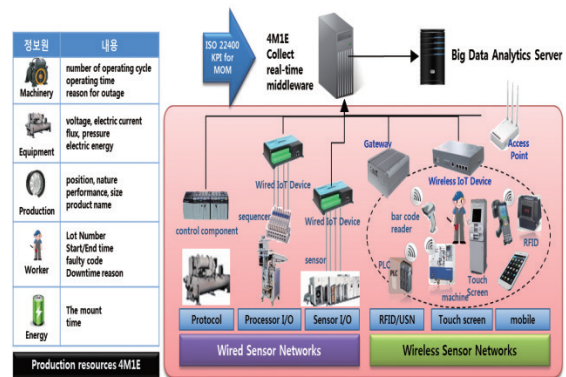 정보원
내용
Machinery
number of operating cycle
operating time
reason for outage
Equipment
voltage, electric current
flux, pressure
electric energy
Production
position, nature
performance, size
product name
Worker
Lot Number
Start/End time
faulty code
Downtime reason
Energy
The mount
time
Production resources 4M1E
ISO 22400
KPI for
MOM
4M1E
Collect
real-time
middleware
Big Data Analytics Server
Gateway
Access
Point
Wired IoT Device
Wireless IoT Device
Wired IoT Device
sequencer
control component
sensor
bar code
reader
RFID
PLC
PLC
machine
Touch
Screen
Protocol
Processor I/O
Sensor I/O
RFID/USN
Touch screen
mobile
Wired Sensor Networks
Wireless Sensor Networks